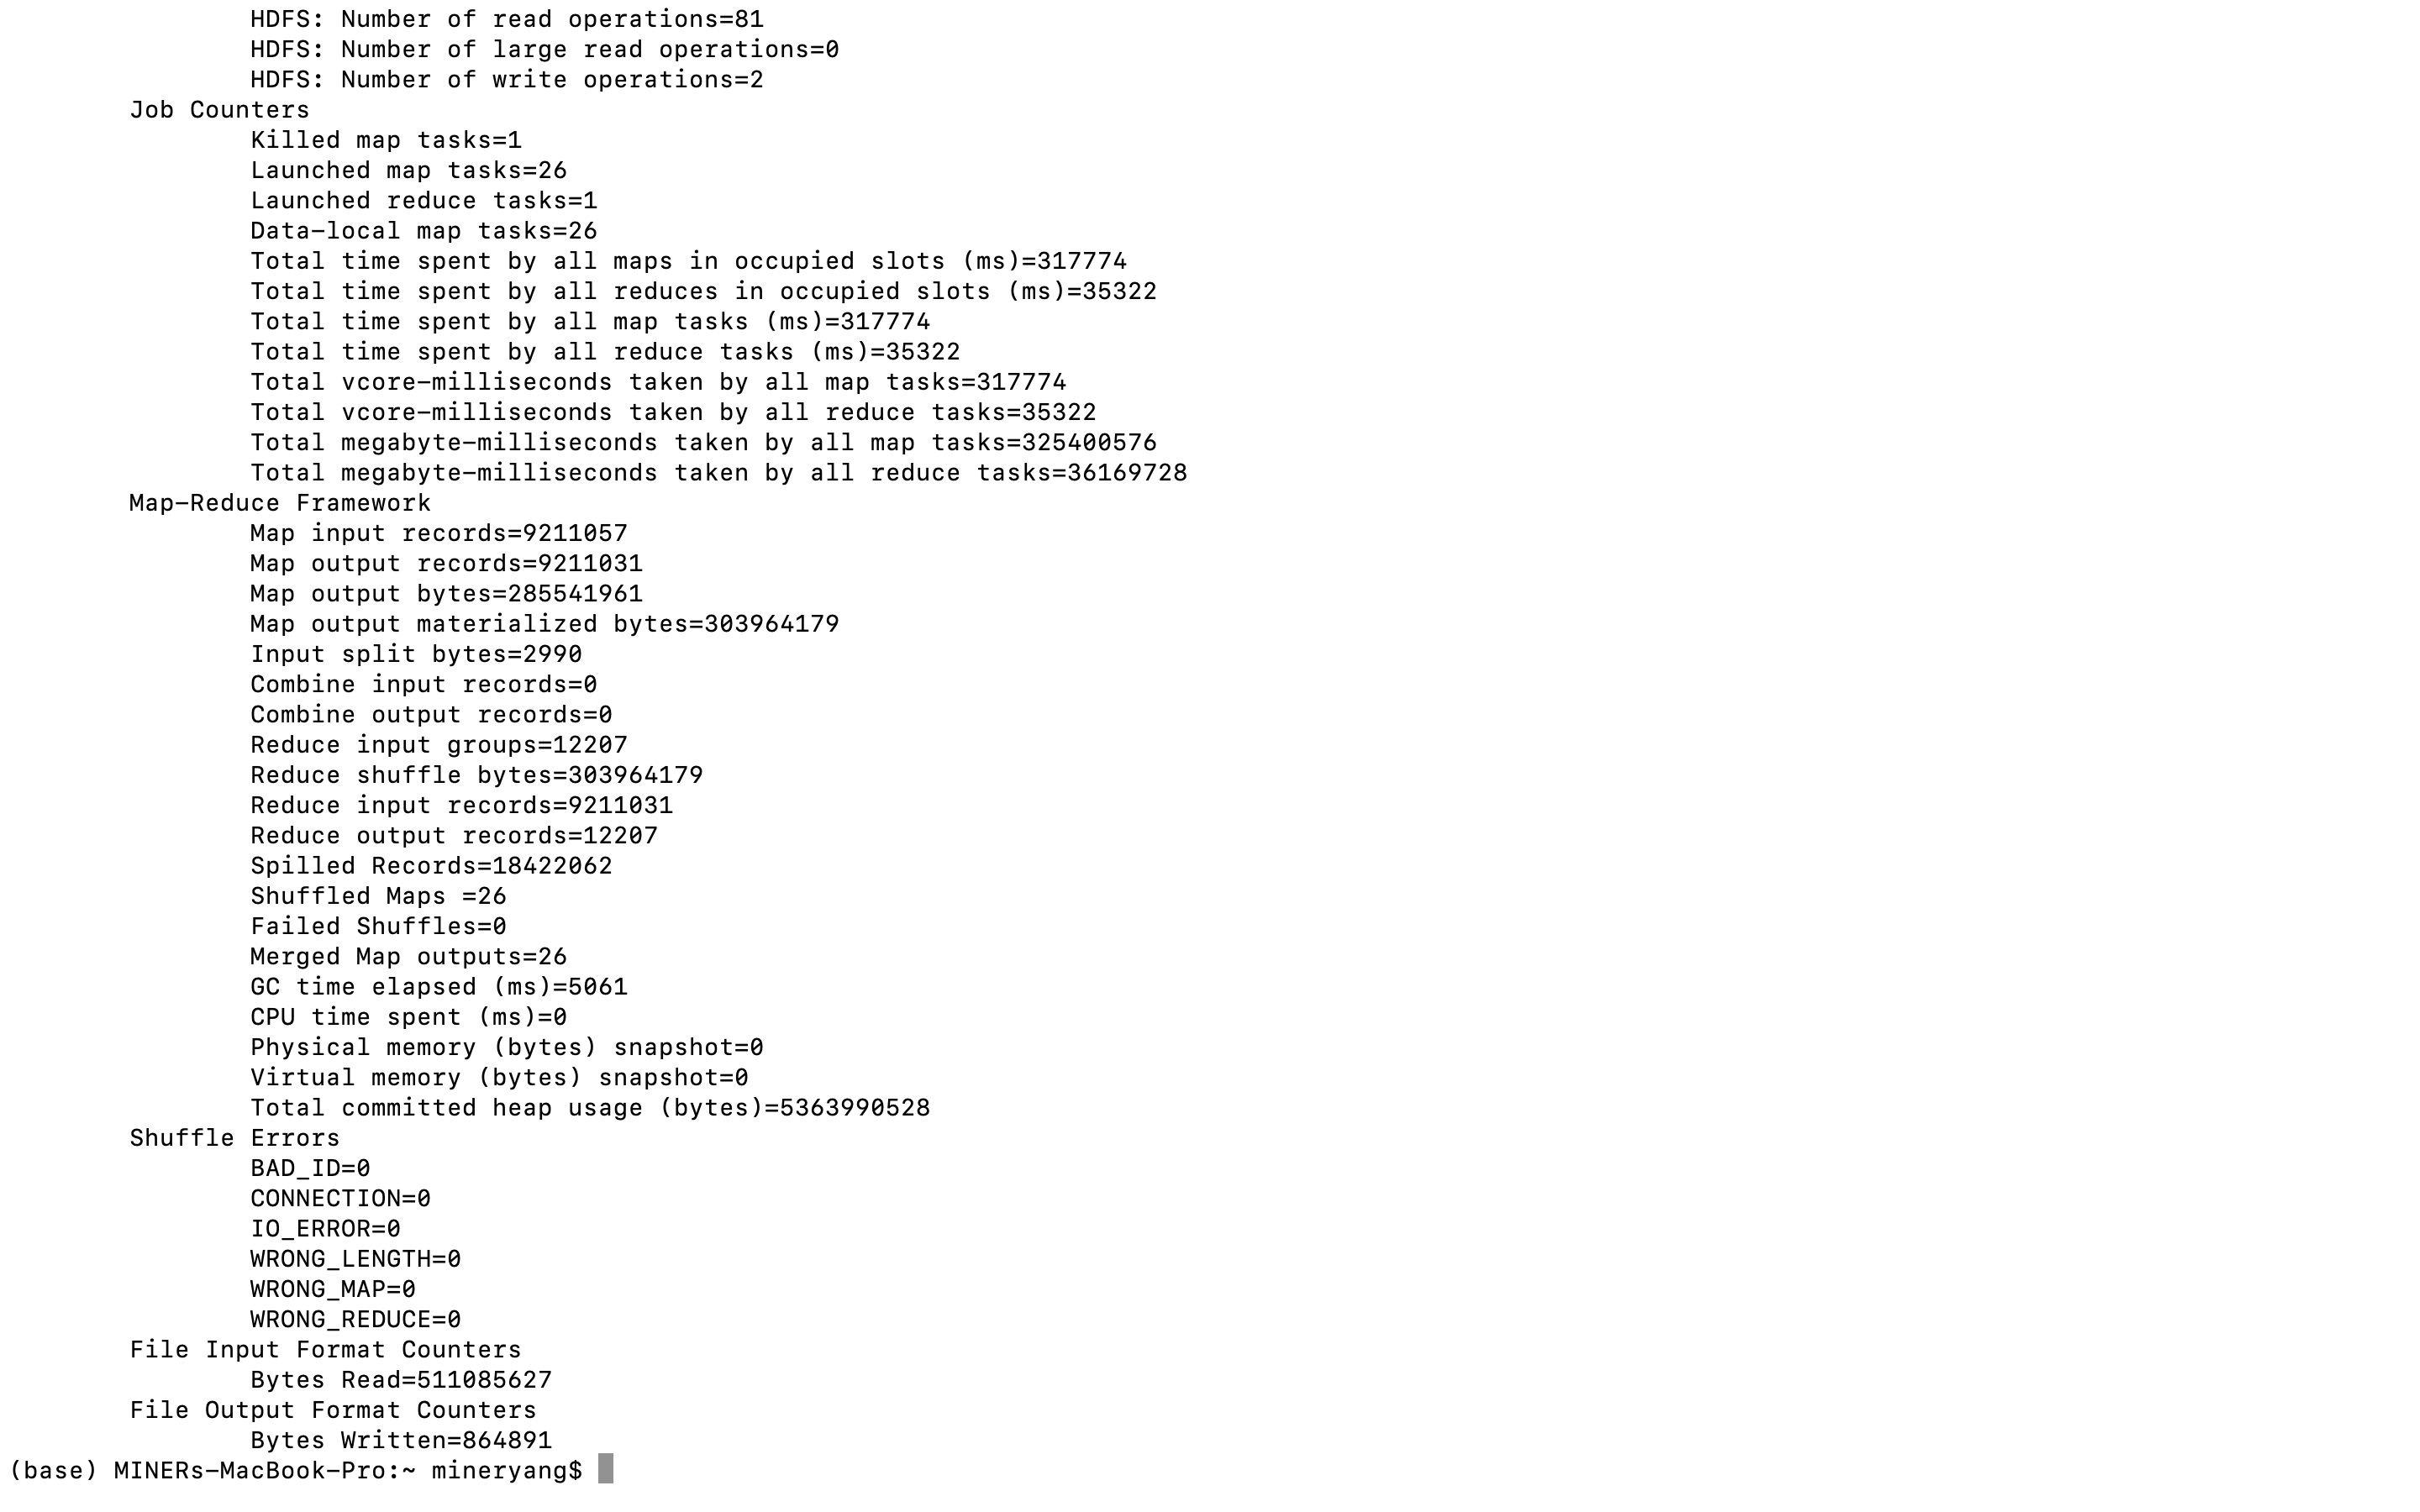 HDFS: Number of read operations=81
HDFS: Number of large read operations=0
HDFS: Number of write operations=2
Job Counters
Killed map tasks=1
Launched map tasks=26
Launched reduce tasks=1
Data-local map tasks=26
Total time spent by all maps in occupied slots (ms)=317774
Total time spent by all reduces in occupied slots (ms)=35322
Total time spent by all map tasks (ms)=317774
Total time spent by all reduce tasks (ms)=35322
Total vcore-milliseconds taken by all map tasks=317774
Total vcore-milliseconds taken by all reduce tasks=35322
Total megabyte-milliseconds taken by all map tasks=325400576
Total megabyte-milliseconds taken by all reduce tasks=36169728
Map-Reduce Framework
Map input records=9211057
Map output records=9211031
Map output bytes=285541961
Map output materialized bytes=303964179
Input split bytes=2990
Combine input records=0
Combine output records=0
Reduce input groups=12207
Reduce shuffle bytes=303964179
Reduce input records=9211031
Reduce output records=12207
Spilled Records=18422062
Shuffled Maps =26
Failed Shuffles=0
Merged Map outputs=26
GC time elapsed (ms)=5061
CPU time spent (ms)=0
Physical memory (bytes) snapshot=0
Virtual memory (bytes) snapshot=0
Total committed heap usage (bytes)=5363990528
Shuffle Errors
BAD_ID=0
CONNECTION=0
IO_ERROR=0
WRONG_LENGTH=0
WRONG_MAP=0
WRONG_REDUCE=0
File Input Format Counters
Bytes Read=511085627
File Output Format Counters
Bytes Written=864891
(base) MINERs-MacBook-Pro:~ mineryang$